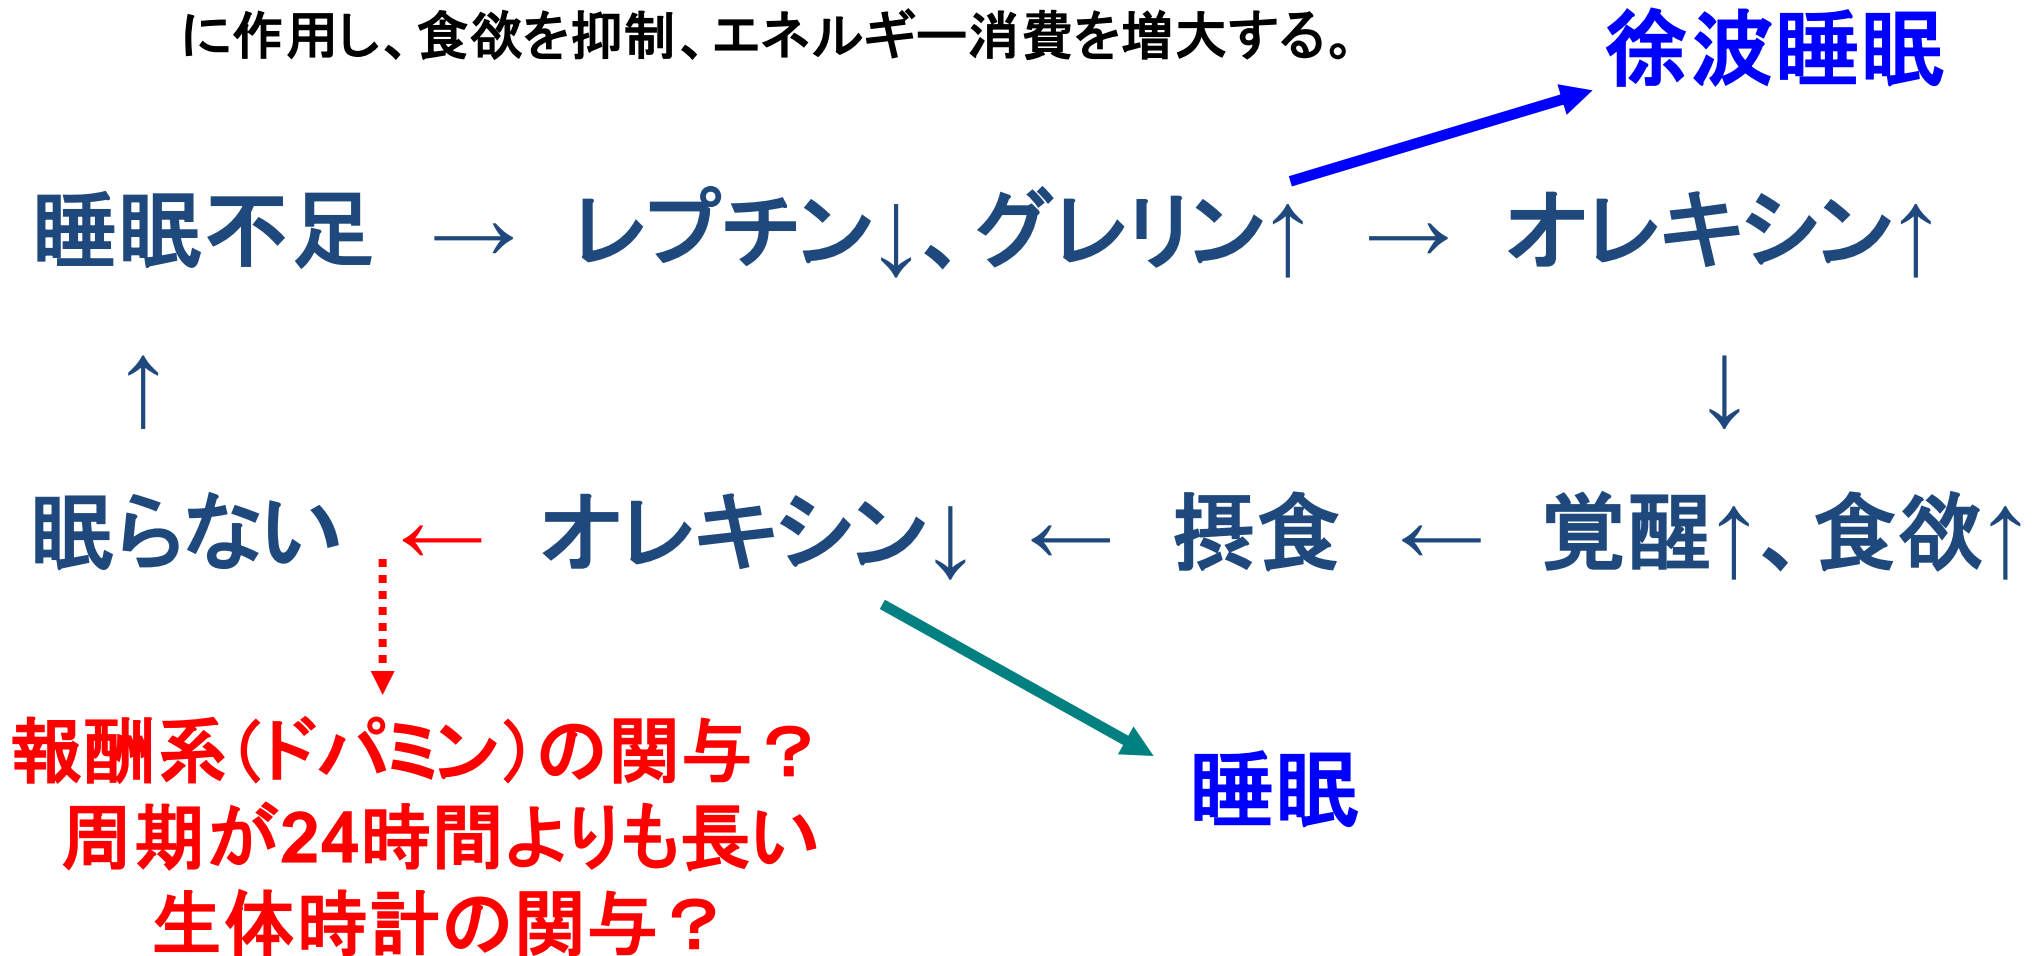 に作用し、食欲を抑制、エネルギー消費を増大する。
徐波睡眠
睡眠不足 → レプチン↓、グレリン↑ → オレキシン↑
↑ ↓
眠らない ← オレキシン↓ ← 摂食 ← 覚醒↑、食欲↑
報酬系（ドパミン）の関与？
睡眠
周期が24時間よりも長い
生体時計の関与？